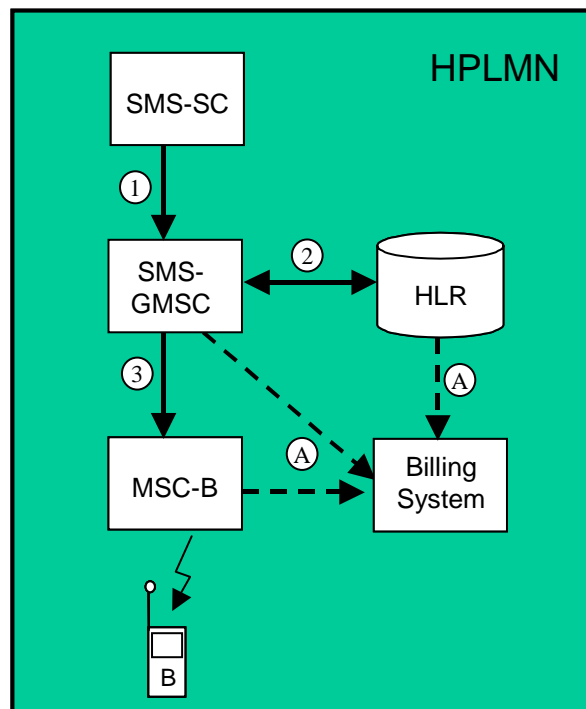 HPLMN
SMS-SC
1
SMS-
GMSC
2
HLR
3
A
MSC-B
A
Billing
System
B